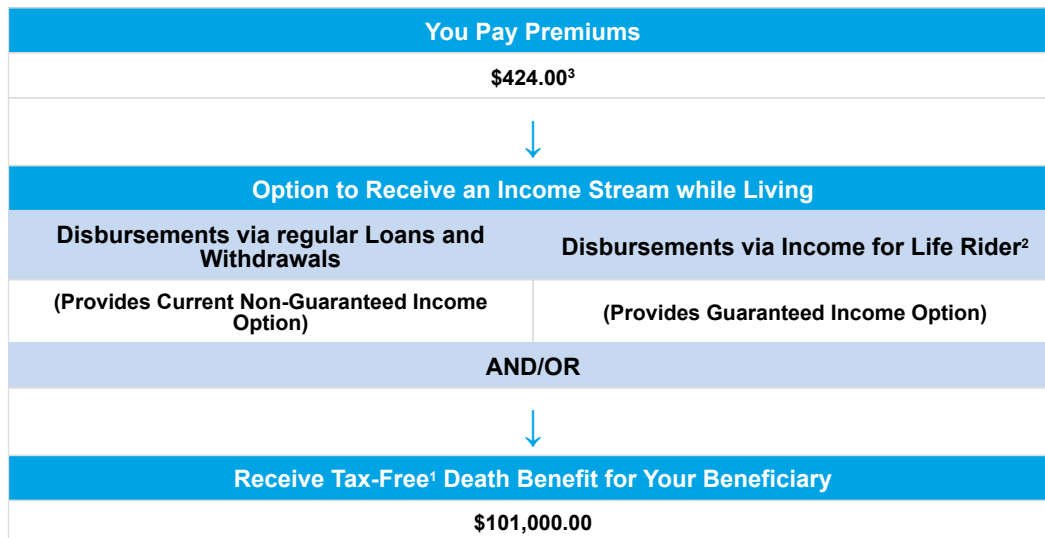 You Pay Premiums
$424.00³
Option to Receive an Income Stream while Living
Disbursements via regular Loans and
Withdrawals
Disbursements via Income for Life Rider²
(Provides Current Non-Guaranteed Income
Option)
(Provides Guaranteed Income Option)
AND/OR
Receive Tax-Free¹ Death Benefit for Your Beneficiary
$101,000.00